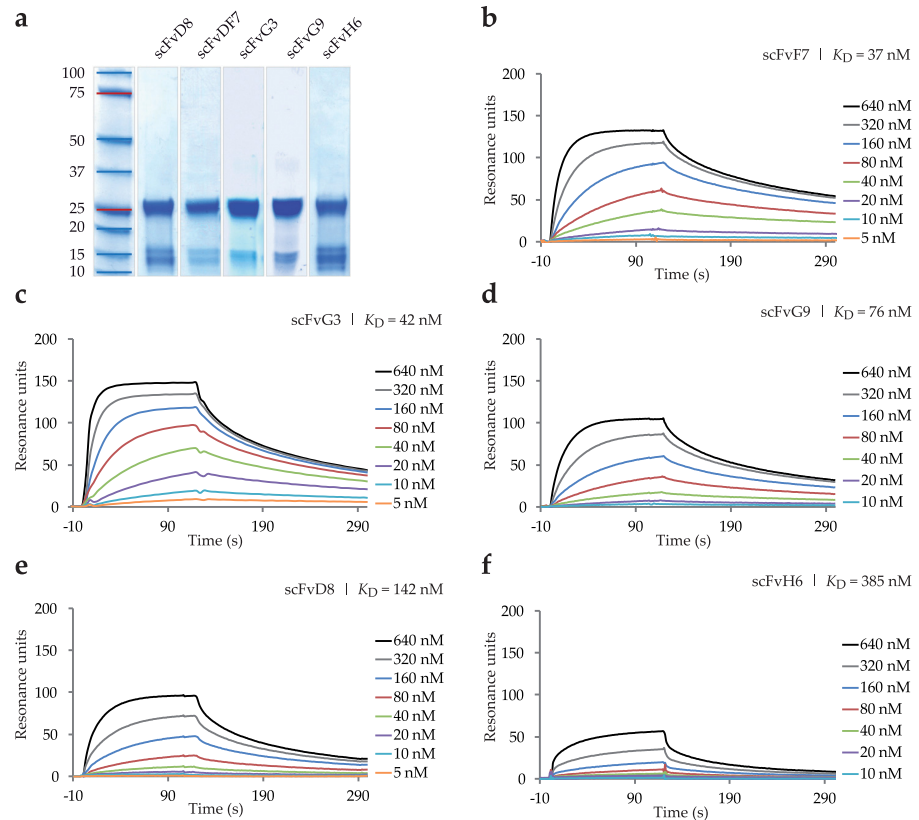 a
scFvD8
scFvDF7
scFvG3
scFvG9
scFvH6
100
75
50
37
25
20
15
10
b
scFvF7 | KD = 37 nM
Resonance units
200
150
100
50
0
-10
90
190
290
Time (s)
640 nM
320 nM
160 nM
80 nM
40 nM
20 nM
10 nM
5 nM
c
scFvG3 | KD = 42 nM
Resonance units
200
150
100
50
0
-10
90
190
290
Time (s)
640 nM
320 nM
160 nM
80 nM
40 nM
20 nM
10 nM
5 nM
d
scFvG9 | KD = 76 nM
Resonance units
200
150
100
50
0
-10
90
190
290
Time (s)
640 nM
320 nM
160 nM
80 nM
40 nM
20 nM
10 nM
e
scFvD8 | KD = 142 nM
Resonance units
200
150
100
50
0
-10
90
190
290
Time (s)
640 nM
320 nM
160 nM
80 nM
40 nM
20 nM
10 nM
5 nM
f
scFvH6 | KD = 385 nM
Resonance units
200
150
100
50
0
-10
90
190
290
Time (s)
640 nM
320 nM
160 nM
80 nM
40 nM
20 nM
10 nM